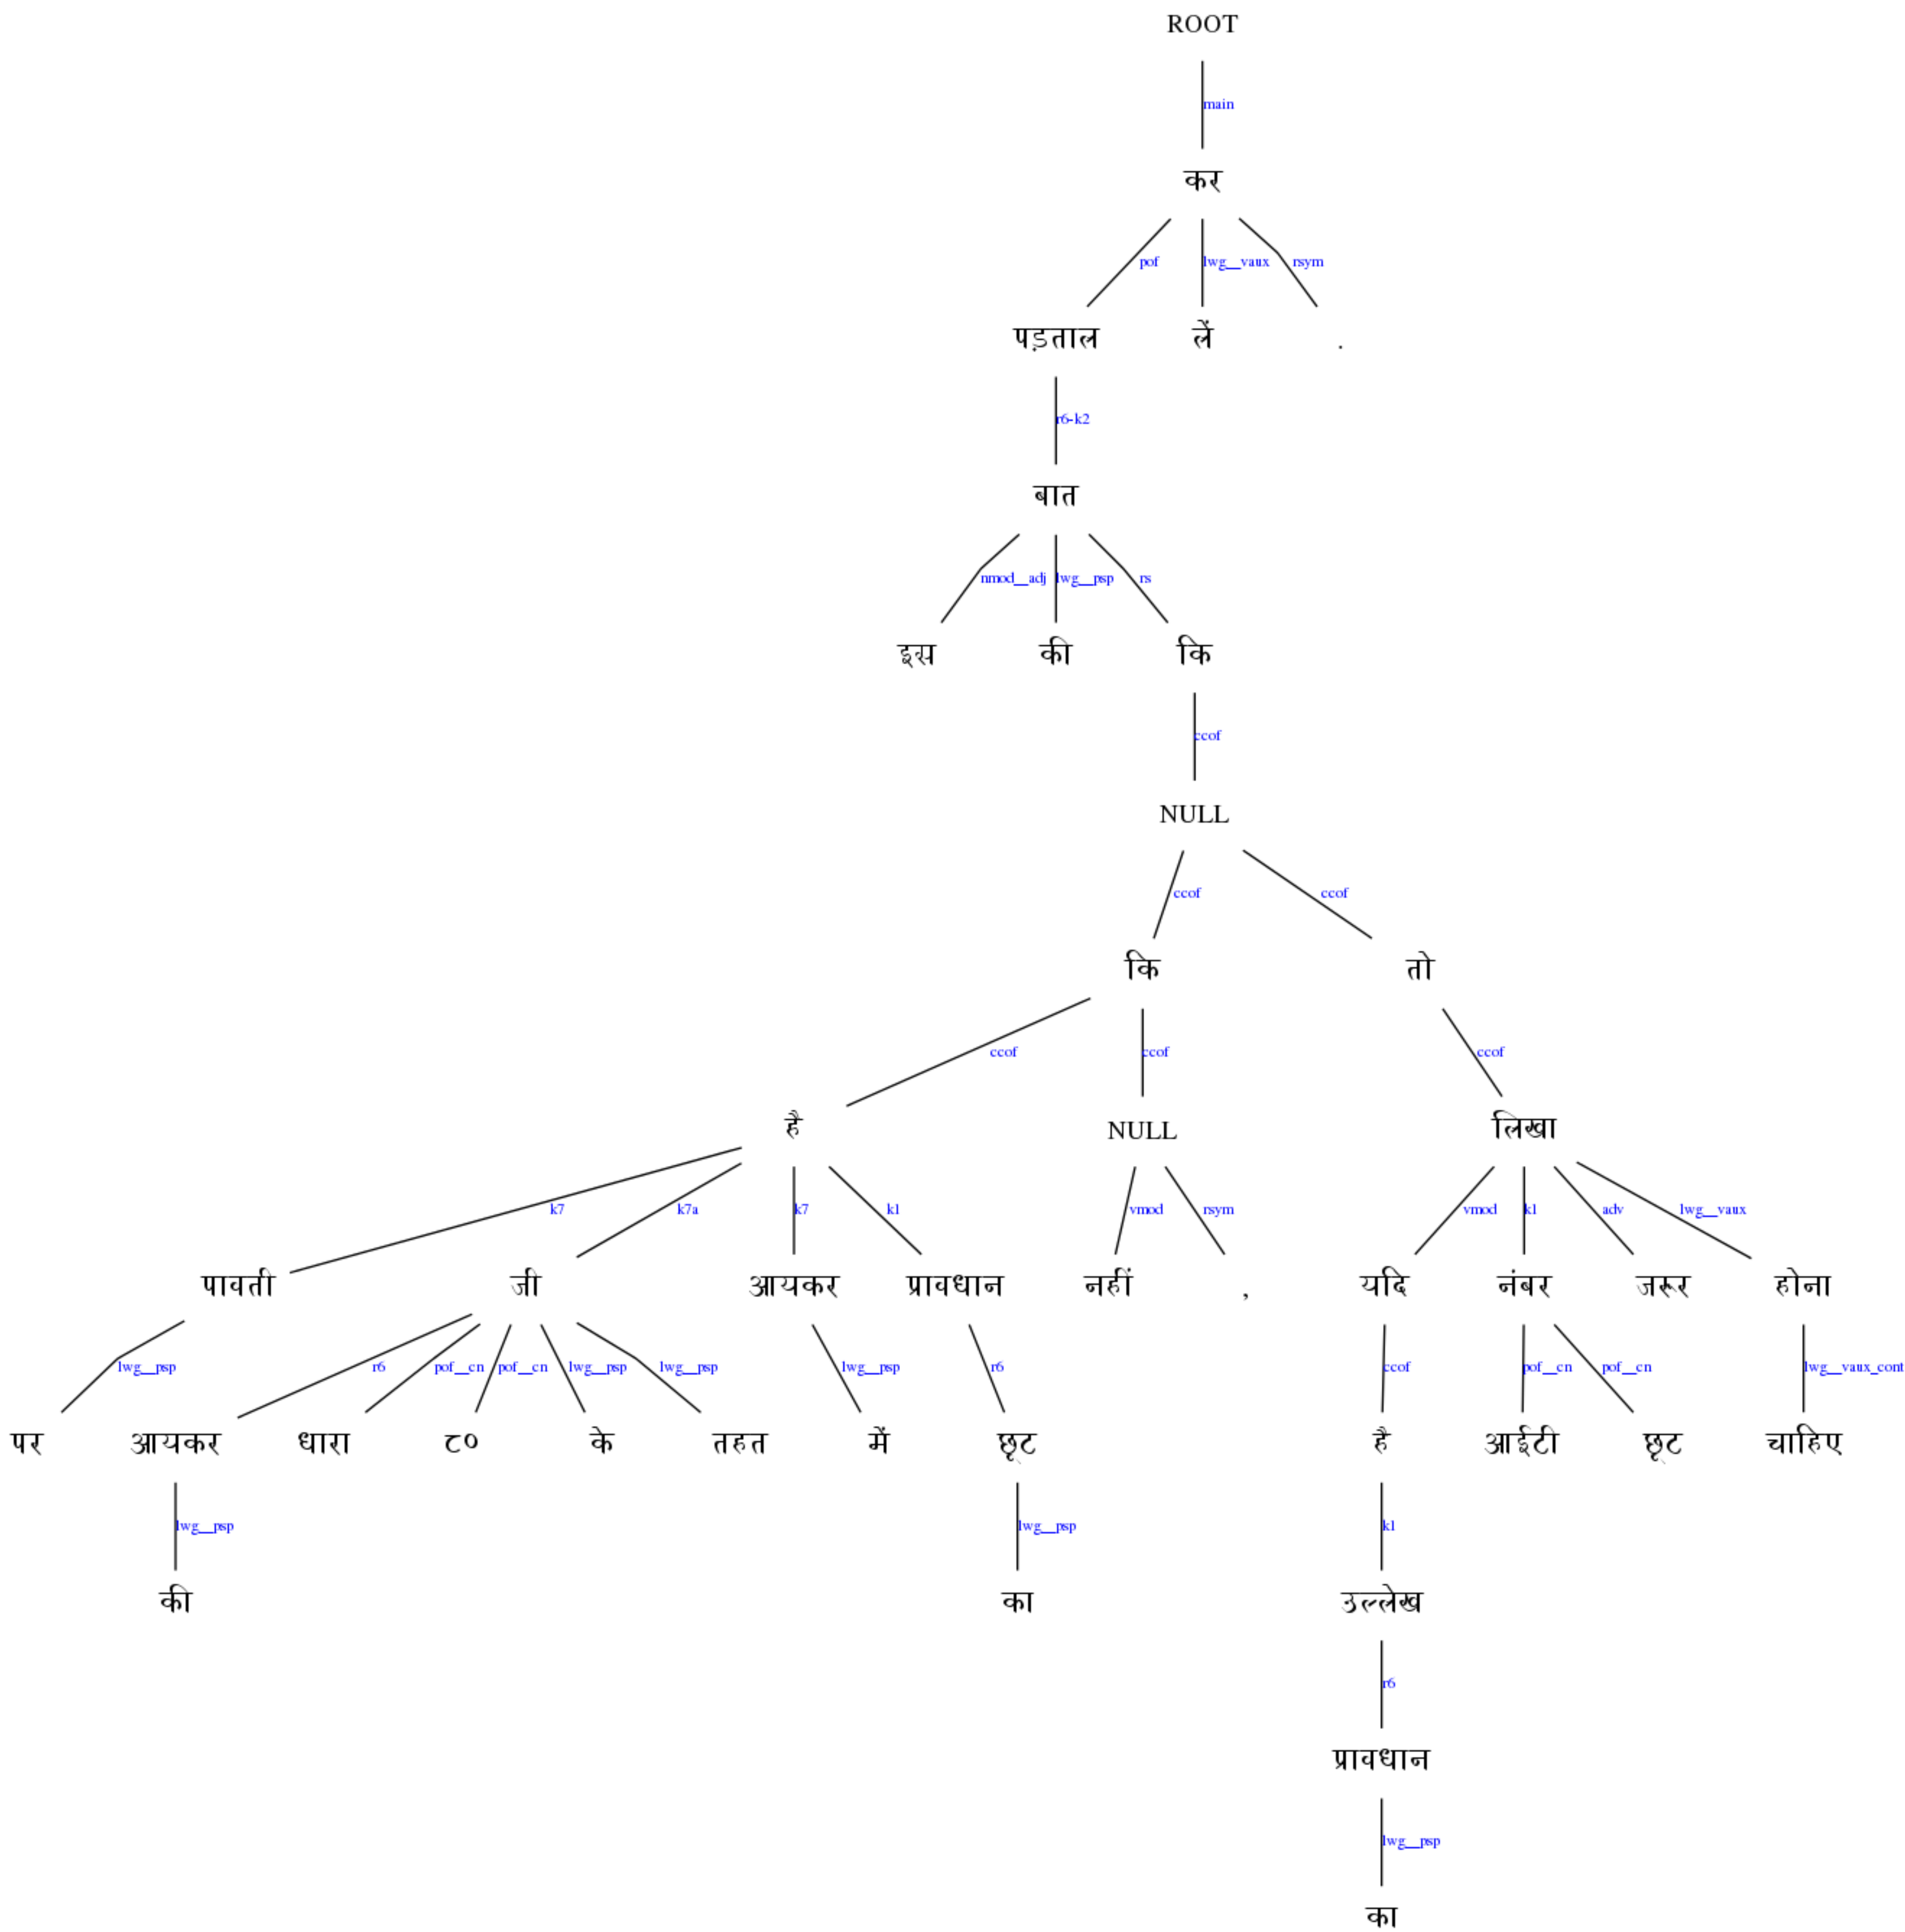 ROOT
main
कर
pof lwg__vaux rsym
पड़ताल लें .
r6-k2
बात
nmod__adj lwg__psp rs
इस की कि
ccof
NULL
ccof ccof
कि तो
ccof ccof ccof
है NULL लिखा
k7 k7a k7 k1 vmod rsym vmod k1 adv lwg__vaux
पावती जी आयकर प्रावधान नहीं , यदि नंबर जरूर होना
lwg__psp r6 pof__cn pof__cn lwg__psp lwg__psp lwg__psp r6 ccof pof__cn pof__cn lwg__vaux_cont
पर आयकर धारा ८० के तहत में छूट है आईटी छूट चाहिए
lwg__psp lwg__psp k1
की का उल्लेख
r6
प्रावधान
lwg__psp
का